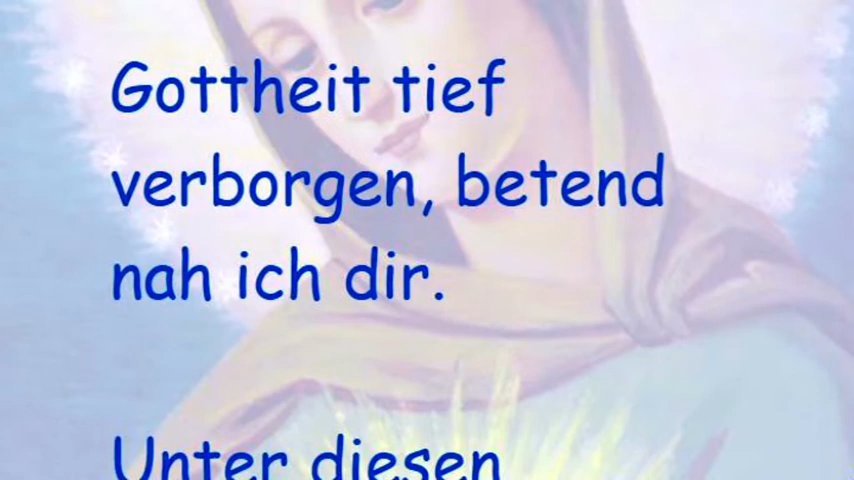 Gottheit tief
verborgen, betend
nah ich dir.
Unter diesen